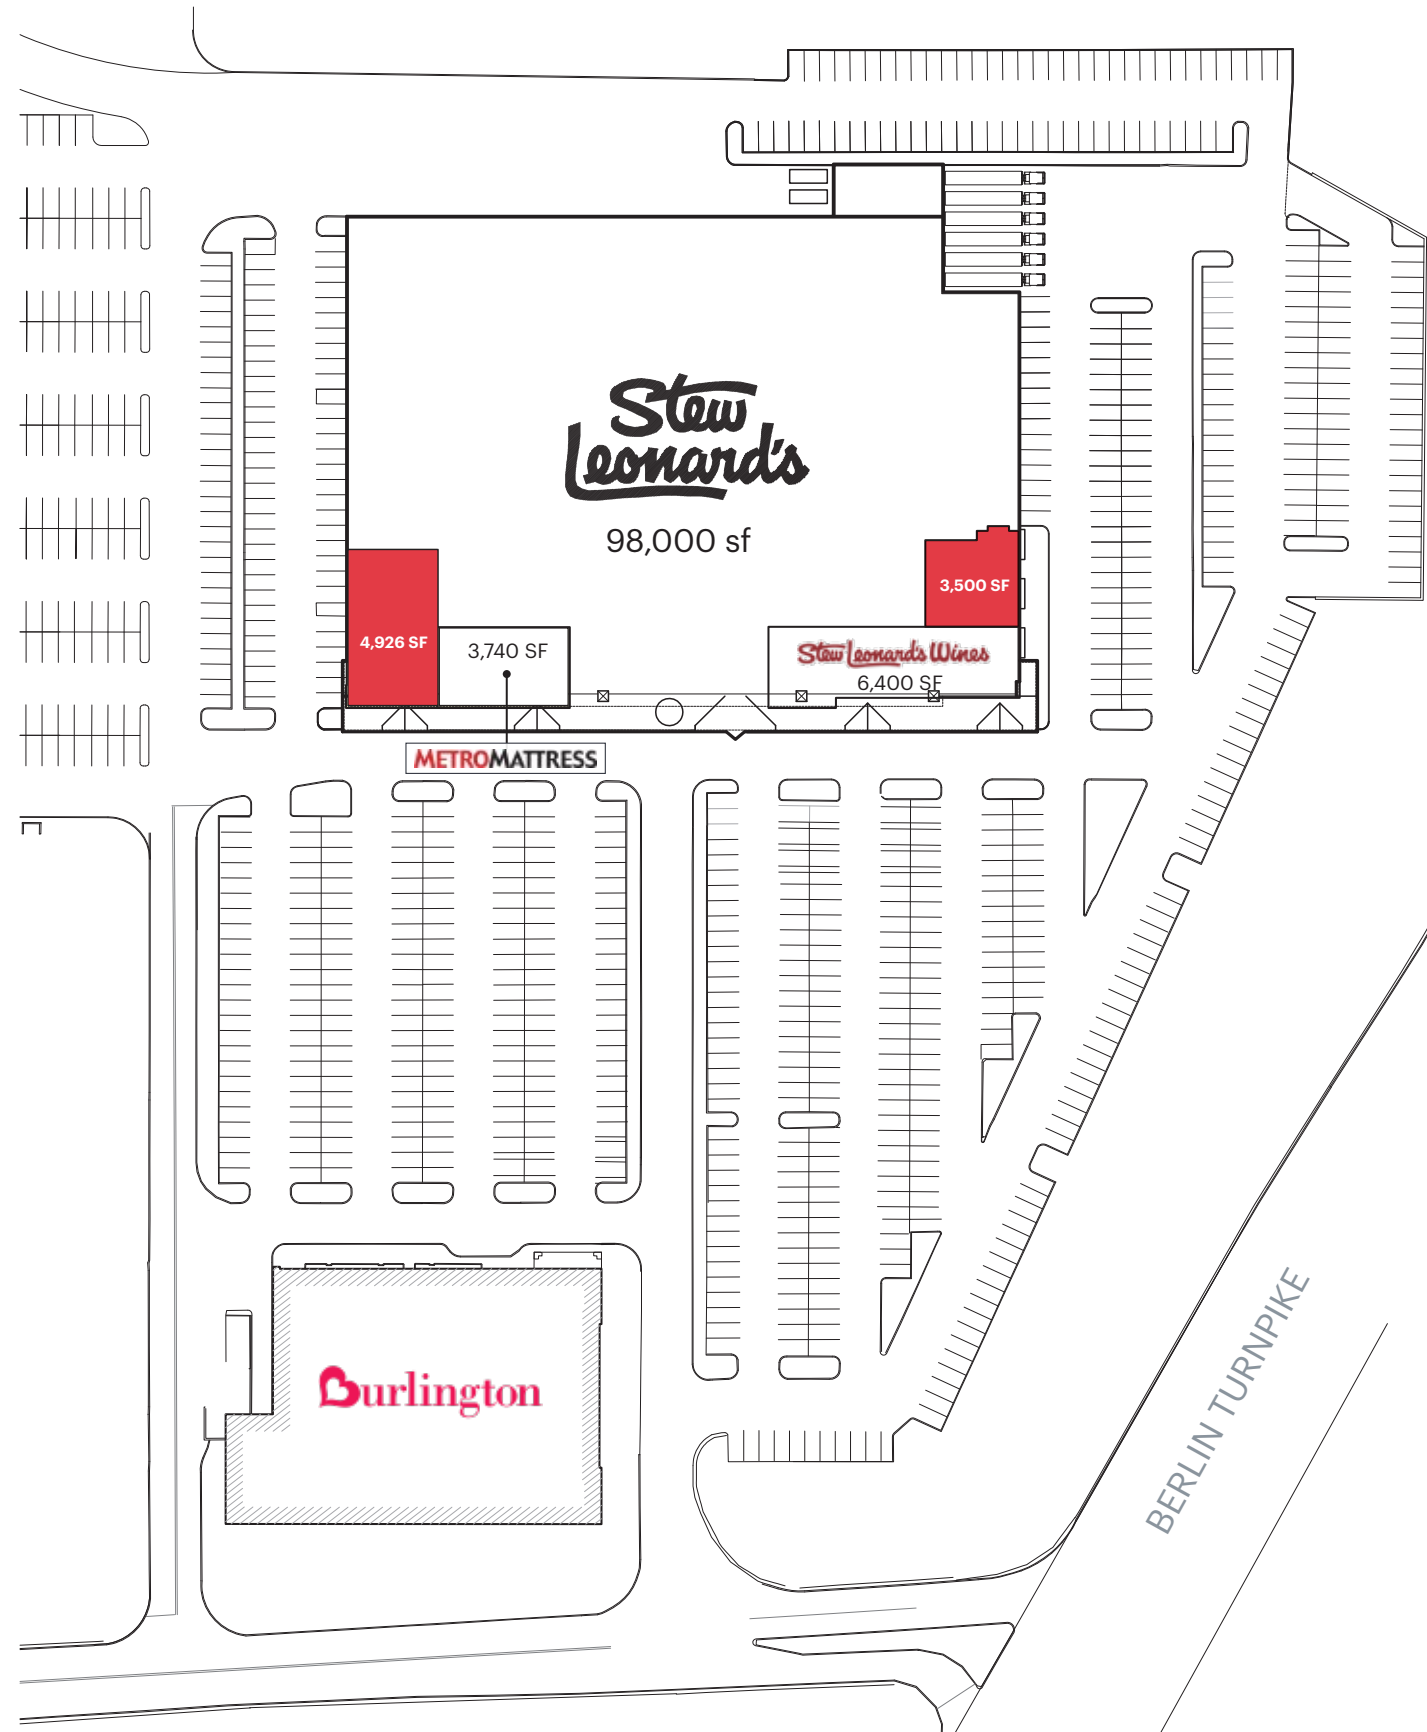 Stew
Leonard's
98,000 sf
3,500 SF
4,926 SF
3,740 SF
Stew Leonard's Wines
6,400 SF
METROMATTRESS
Burlington
BERLIN TURNPIKE